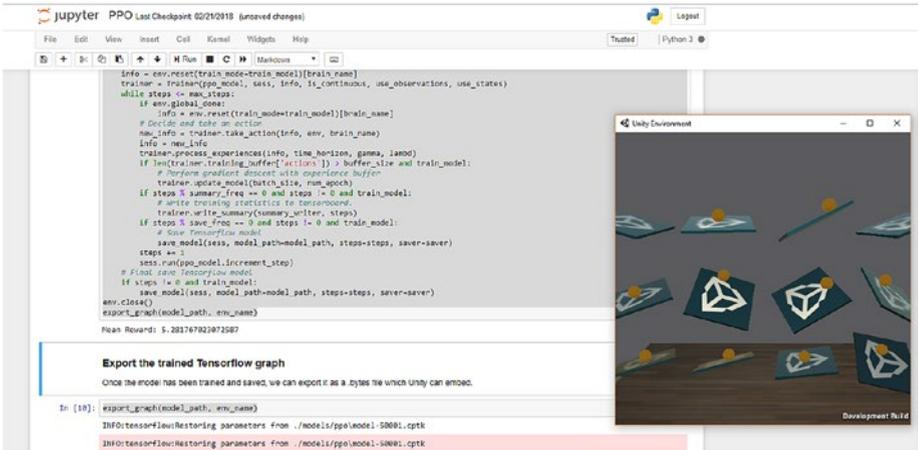 jupyter PPO Last Checkpoint: 02/21/2018 (unsaved changes)
Logout
File Edit View Insert Cell Kernel Widgets Help
Trusted Python 3
Run Markdown
info = env.reset(train_mode=train_model)[brain_name]
trainer = Trainer(ppo_model, sess, info, is_continuous, use_observations, use_states)
while steps <= max_steps:
if env.global_done:
info = env.reset(train_mode=train_model)[brain_name]
# Decide and take an action
new_info = trainer.take_action(info, env, brain_name)
info = new_info
trainer.process_experiences(info, time_horizon, gamma, lambd)
if len(trainer.training_buffer['actions']) > buffer_size and train_model:
# Perform gradient descent with experience buffer
trainer.update_model(batch_size, num_epoch)
if steps % summary_freq == 0 and steps != 0 and train_model:
# Write training statistics to tensorboard.
trainer.write_summary(summary_writer, steps)
if steps % save_freq == 0 and steps != 0 and train_model:
# Save Tensorflow model
save_model(sess, model_path=model_path, steps=steps, saver=saver)
steps += 1
sess.run(ppo_model.increment_step)
# Final save Tensorflow model
if steps != 0 and train_model:
save_model(sess, model_path=model_path, steps=steps, saver=saver)
env.close()
export_graph(model_path, env_name)
Mean Reward: 5.281767023072587
Export the trained Tensorflow graph
Once the model has been trained and saved, we can export it as a .bytes file which Unity can embed.
In [10]: export_graph(model_path, env_name)
INFO:tensorflow:Restoring parameters from ./models/ppo\model-50001.cptk
INFO:tensorflow:Restoring parameters from ./models/ppo\model-50001.cptk
Unity Environment
Development Build